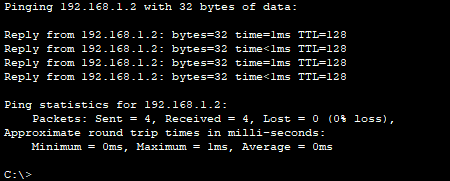 Pinging 192.168.1.2 with 32 bytes of data:
Reply from 192.168.1.2: bytes=32 time=1ms TTL=128
Reply from 192.168.1.2: bytes=32 time<1ms TTL=128
Reply from 192.168.1.2: bytes=32 time<1ms TTL=128
Reply from 192.168.1.2: bytes=32 time<1ms TTL=128
Ping statistics for 192.168.1.2:
Packets: Sent = 4, Received = 4, Lost = 0 (0% loss),
Approximate round trip times in milli-seconds:
Minimum = 0ms, Maximum = 1ms, Average = 0ms
C:\>